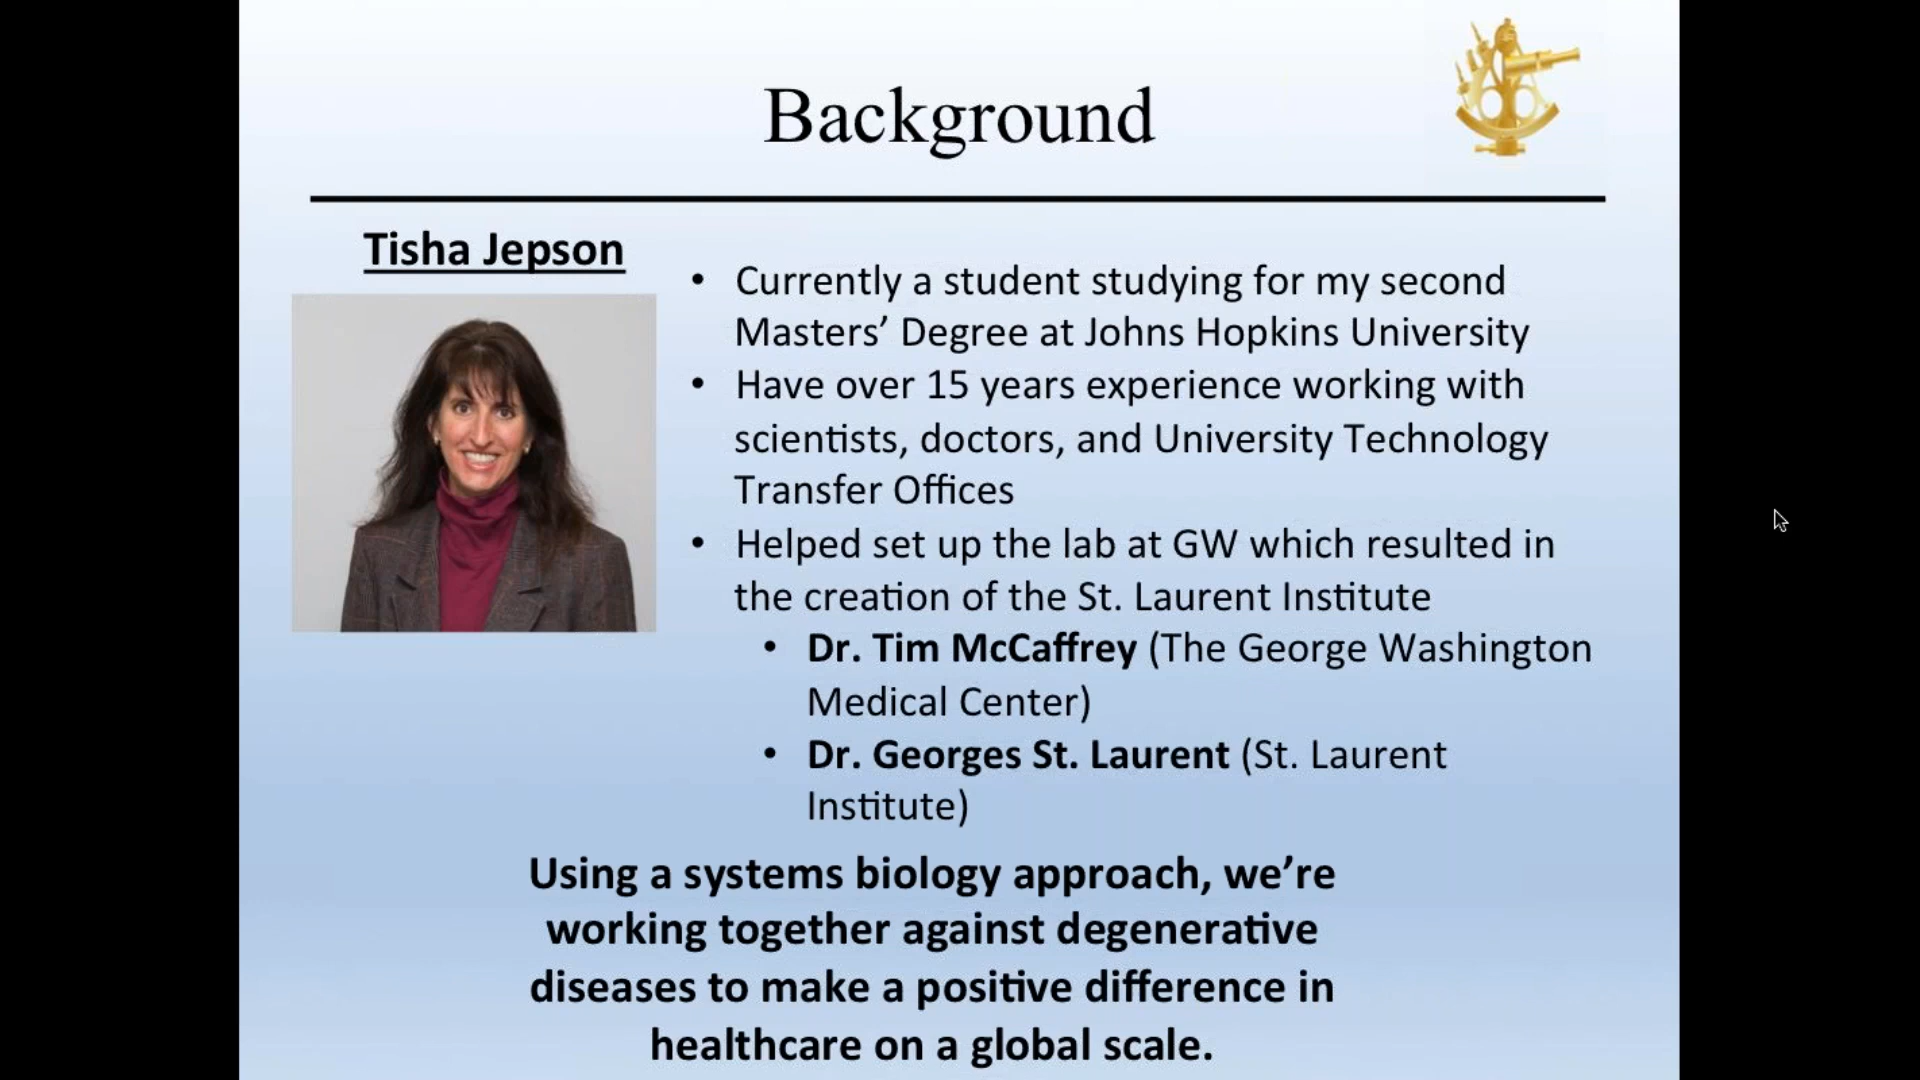 Background
Tisha Jepson
• Currently a student studying for my second
Masters’ Degree at Johns Hopkins University
• Have over 15 years experience working with
scientists, doctors, and University Technology
Transfer Offices
• Helped set up the lab at GW which resulted in
the creation of the St. Laurent Institute
• Dr. Tim McCaffrey (The George Washington
Medical Center)
• Dr. Georges St. Laurent (St. Laurent
Institute)
Using a systems biology approach, we’re
working together against degenerative
diseases to make a positive difference in
healthcare on a global scale.